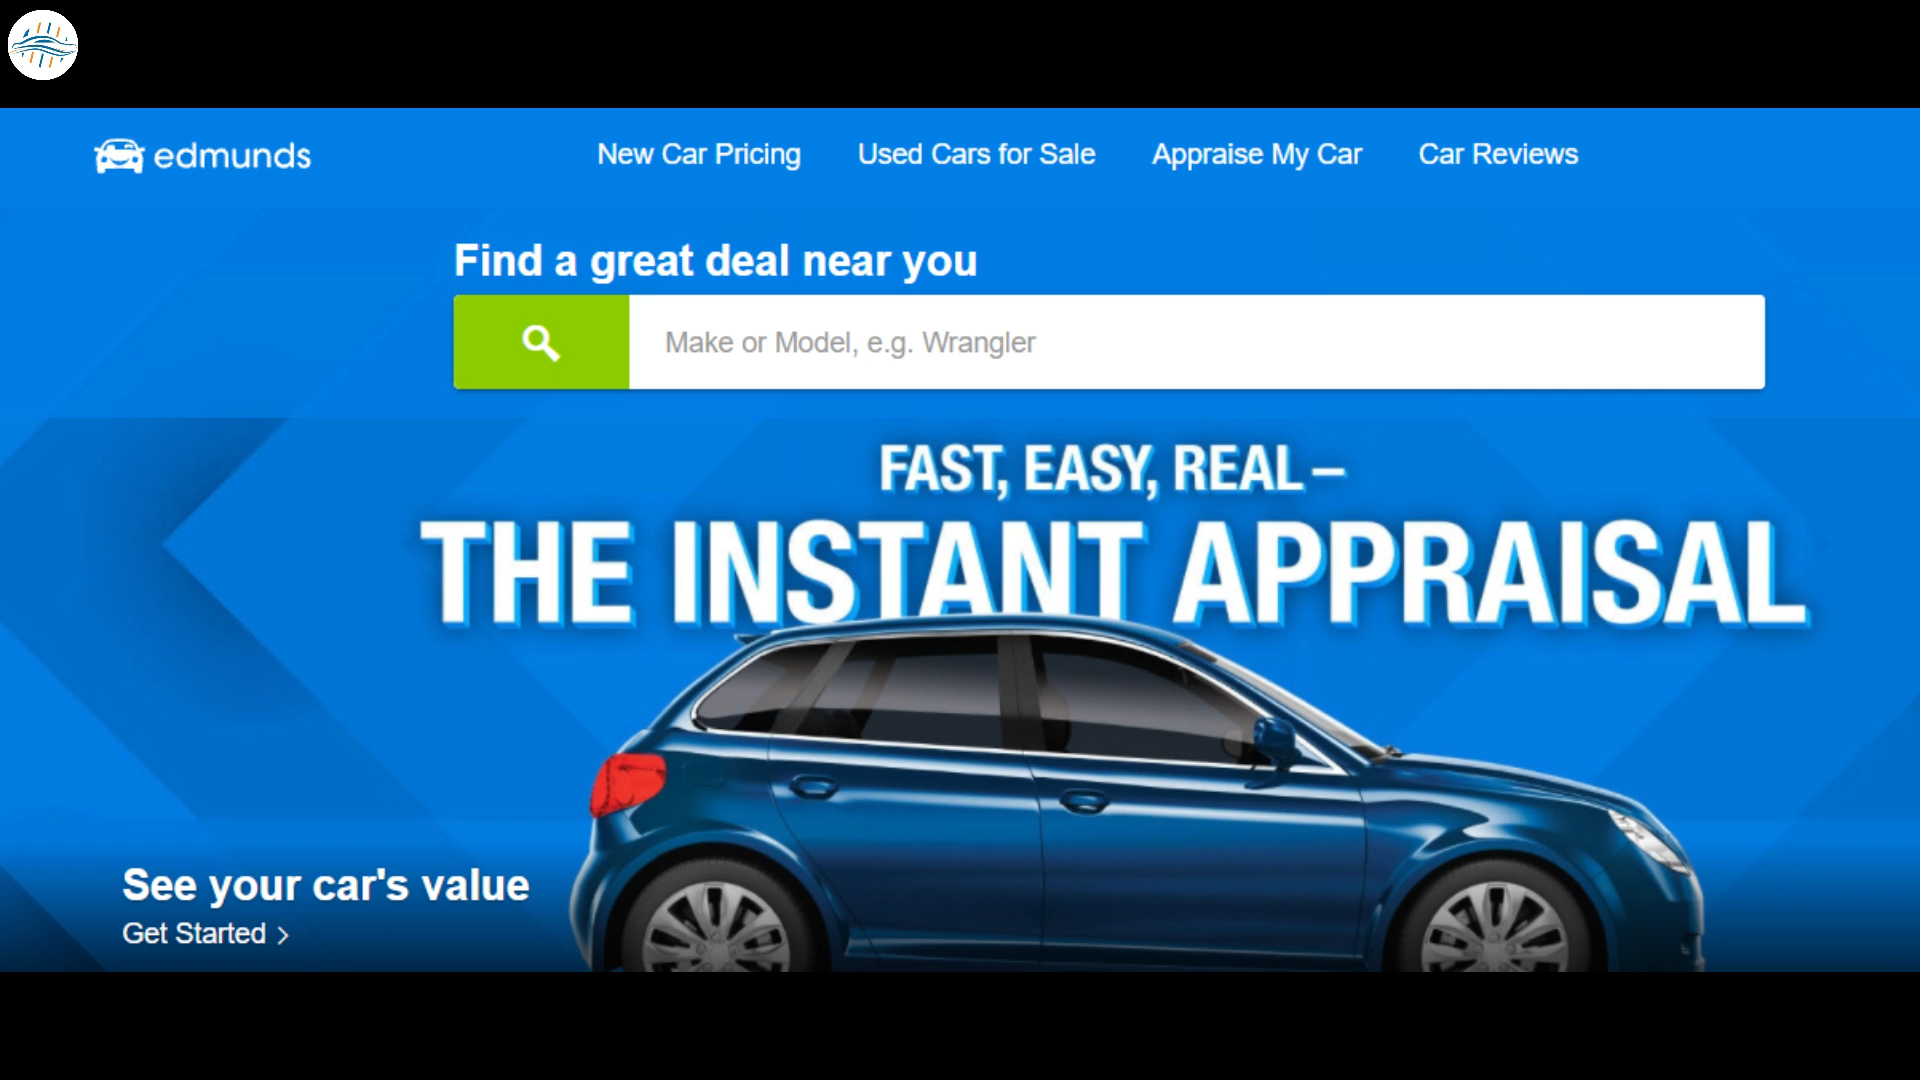 edmunds
New Car Pricing
Used Cars for Sale
Appraise My Car
Car Reviews
Find a great deal near you
Make or Model, e.g. Wrangler
FAST, EASY, REAL –
THE INSTANT APPRAISAL
See your car's value
Get Started >